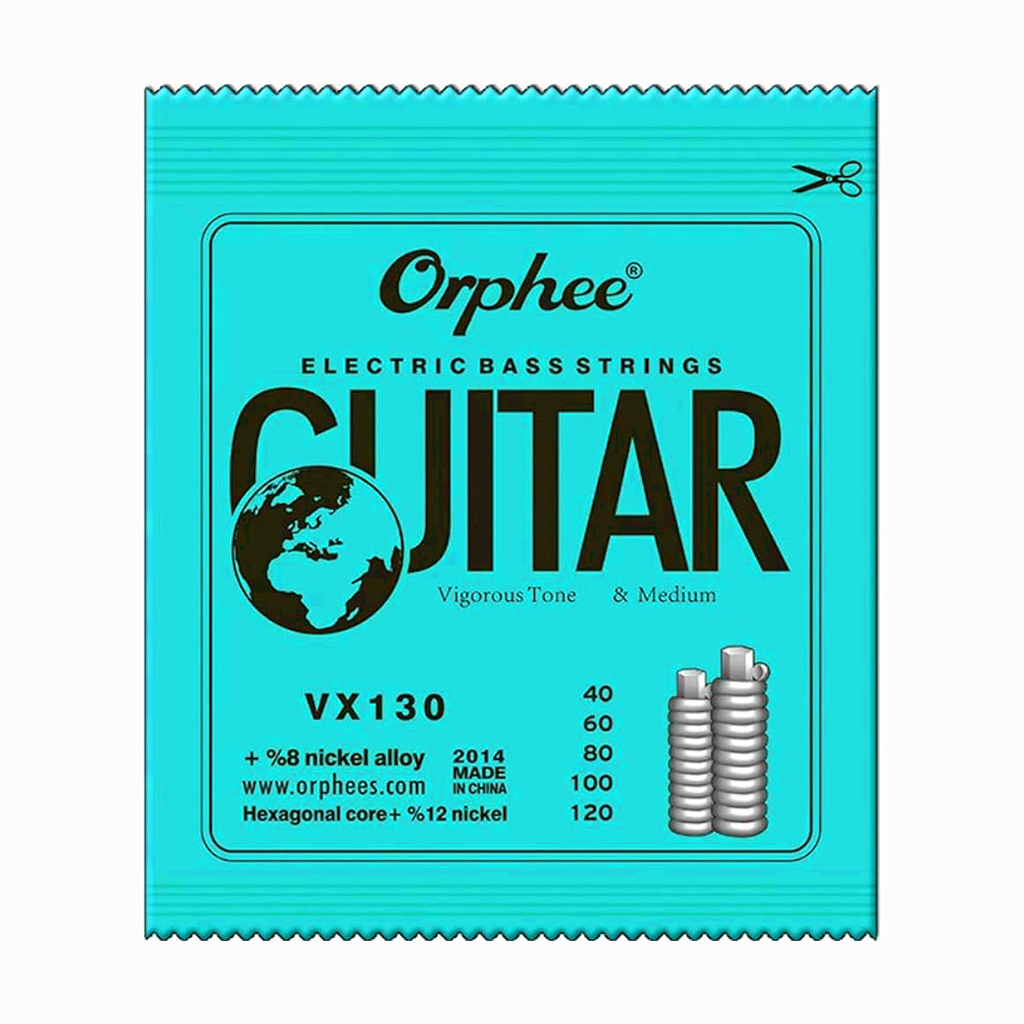 Orphee®
ELECTRIC BASS STRINGS
GUITAR
Vigorous Tone & Medium
VX130
40
60
80
100
120
+ %8 nickel alloy
www.orphees.com
Hexagonal core+ %12 nickel
2014
MADE
IN CHINA